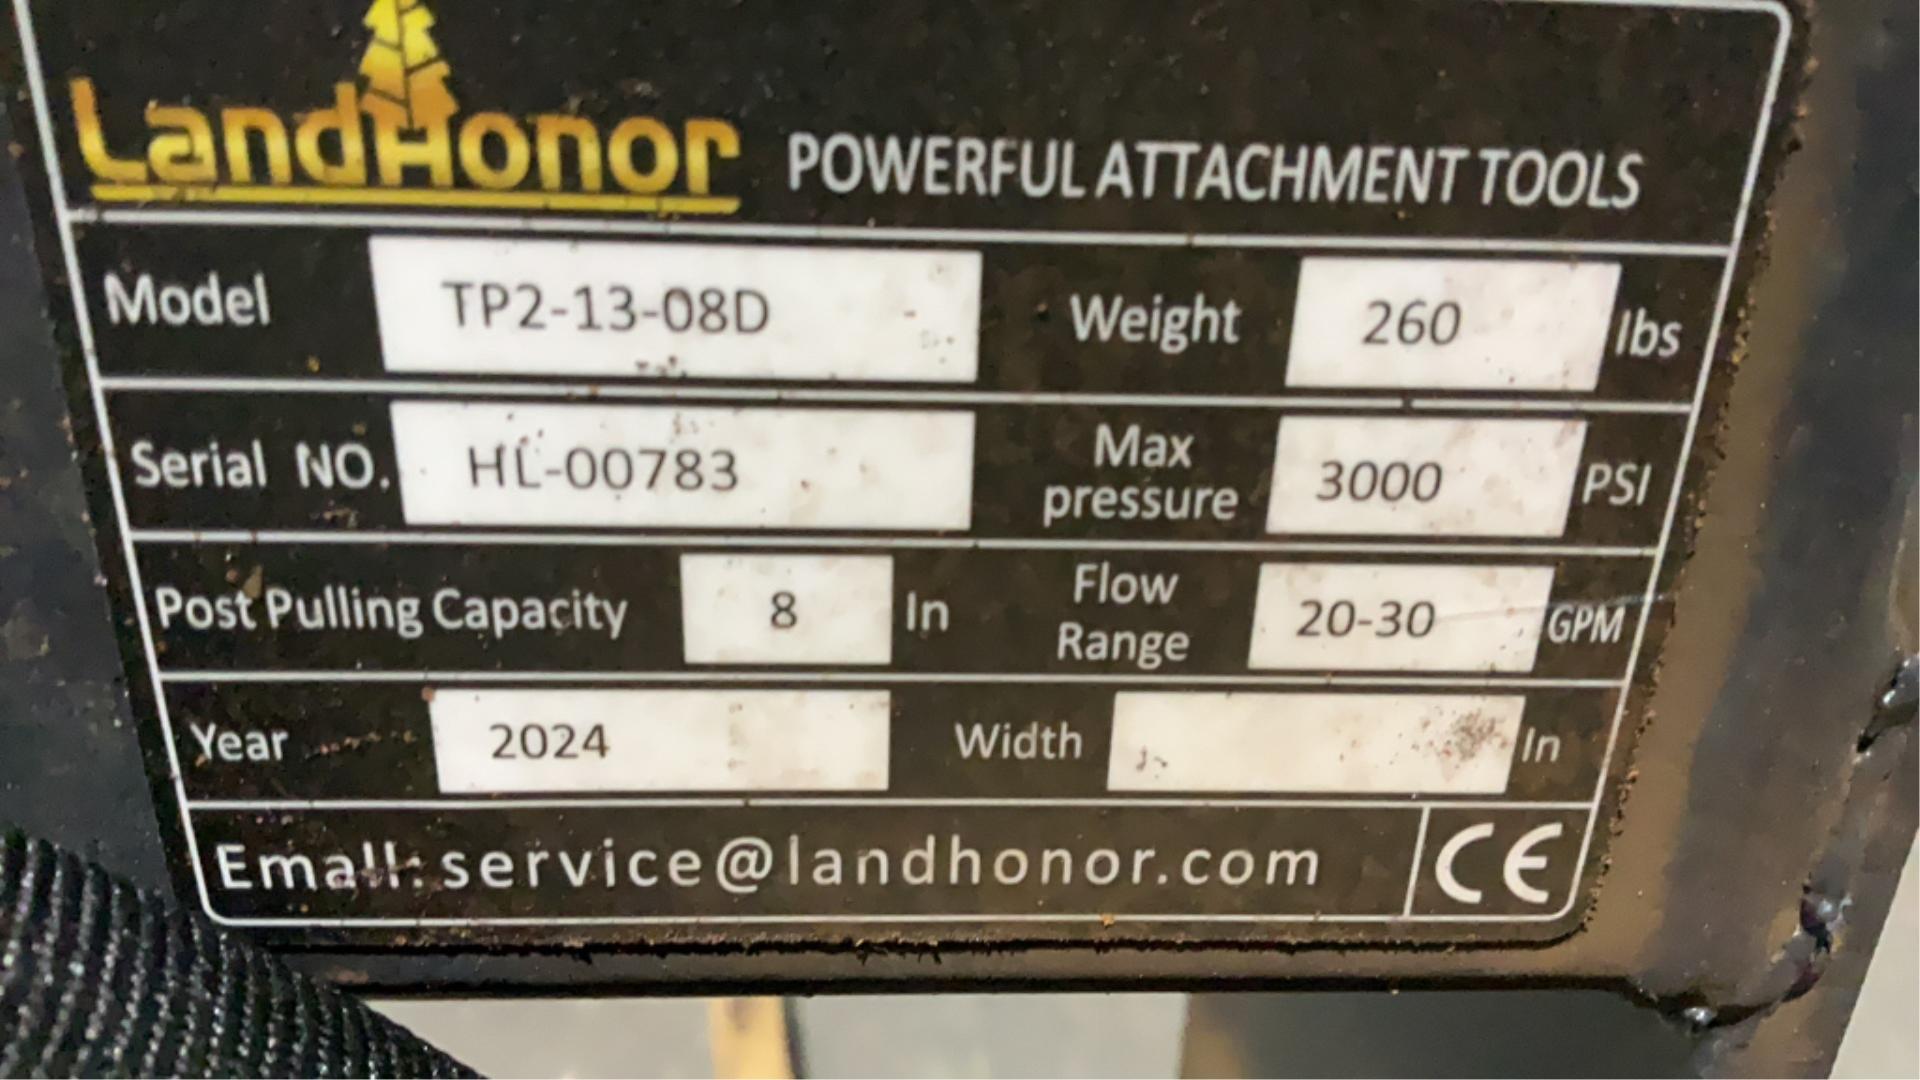 LandHonor POWERFUL ATTACHMENT TOOLS
Model TP2-13-08D Weight 260 lbs
Serial NO. HL-00783 Max pressure 3000 PSI
Post Pulling Capacity 8 In Flow Range 20-30 GPM
Year 2024 Width In
Email: service@landhonor.com CE